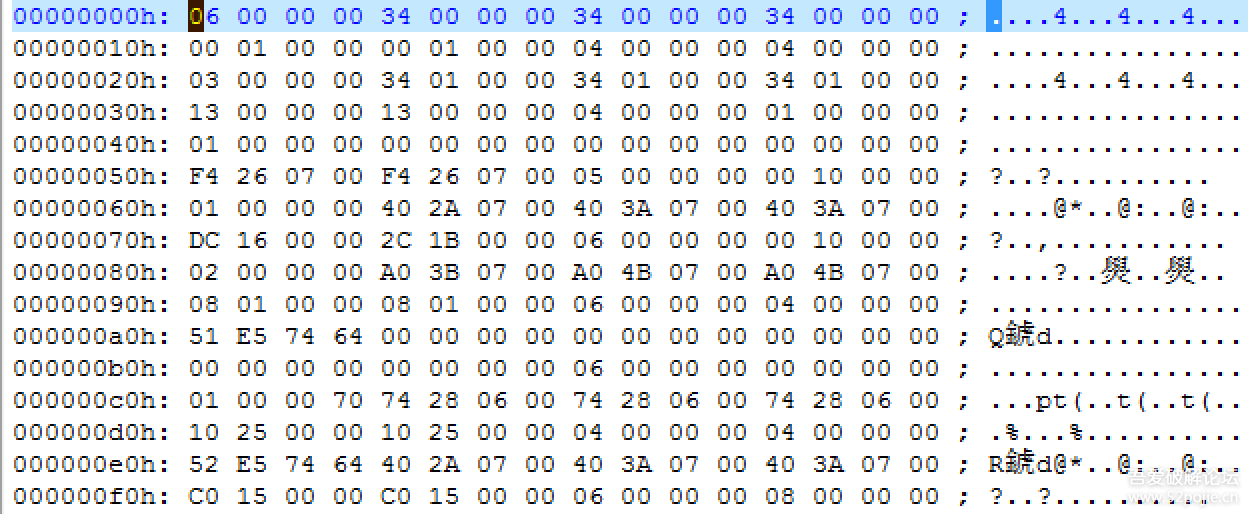 00000000h: 06 00 00 00 34 00 00 00 34 00 00 00 34 00 00 00 ; ....4...4...4...
00000010h: 00 01 00 00 00 01 00 00 04 00 00 00 04 00 00 00 ; ................
00000020h: 03 00 00 00 34 01 00 00 34 01 00 00 34 01 00 00 ; ....4...4...4...
00000030h: 13 00 00 00 13 00 00 00 04 00 00 00 01 00 00 00 ; ................
00000040h: 01 00 00 00 00 00 00 00 00 00 00 00 00 00 00 00 ; ................
00000050h: F4 26 07 00 F4 26 07 00 05 00 00 00 00 10 00 00 ; ?..?..........
00000060h: 01 00 00 00 40 2A 07 00 40 3A 07 00 40 3A 07 00 ; ....@*..@:..@:..
00000070h: DC 16 00 00 2C 1B 00 00 06 00 00 00 00 10 00 00 ; ?..,...........
00000080h: 02 00 00 00 A0 3B 07 00 A0 4B 07 00 A0 4B 07 00 ; ....?..燢..燢..
00000090h: 08 01 00 00 08 01 00 00 06 00 00 00 04 00 00 00 ; ................
000000a0h: 51 E5 74 64 00 00 00 00 00 00 00 00 00 00 00 00 ; Q錿d............
000000b0h: 00 00 00 00 00 00 00 00 06 00 00 00 00 00 00 00 ; ................
000000c0h: 01 00 00 70 74 28 06 00 74 28 06 00 74 28 06 00 ; ...pt(..t(..t(..
000000d0h: 10 25 00 00 10 25 00 00 04 00 00 00 04 00 00 00 ; .%...%..........
000000e0h: 52 E5 74 64 40 2A 07 00 40 3A 07 00 40 3A 07 00 ; R錿d@*..@:..@:..
000000f0h: C0 15 00 00 C0 15 00 00 06 00 00 00 08 00 00 00 ; ?..?..........
吾爱破解论坛
www.52pojie.cn